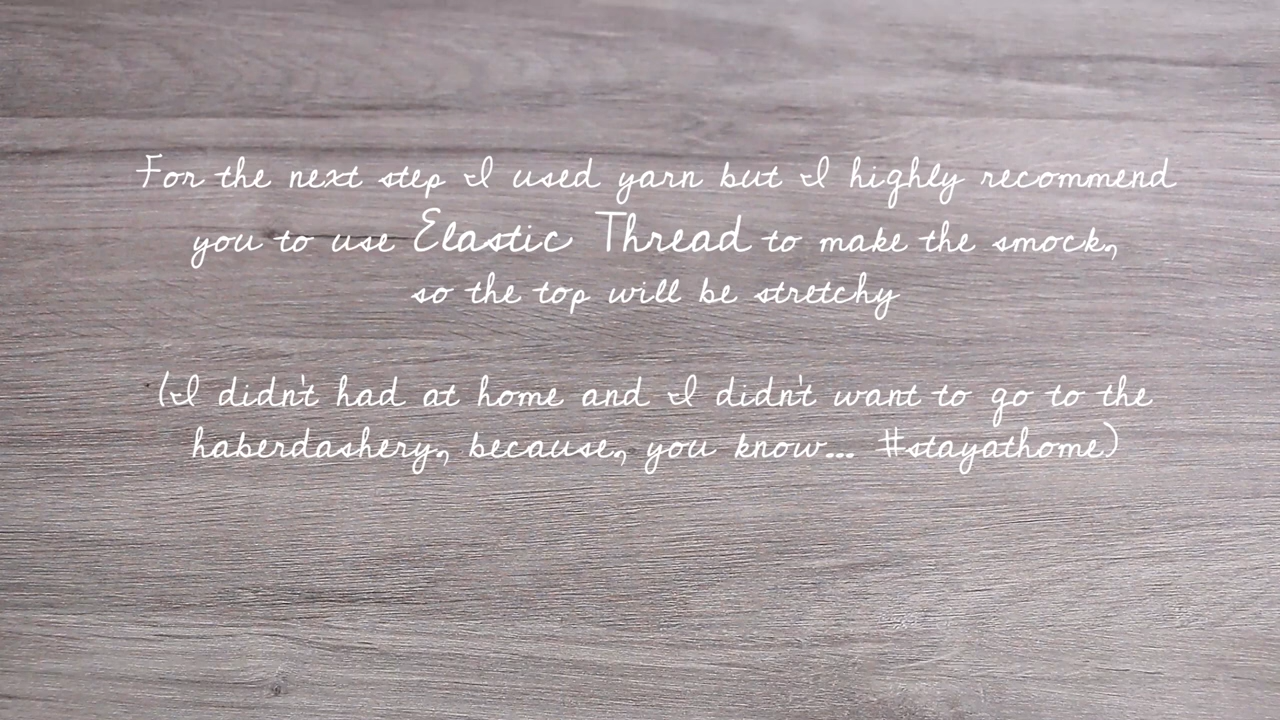 For the next step I used yarn but I highly recommend
you to use Elastic Thread to make the smock,
so the top will be stretchy
(I didn't had at home and I didn't want to go to the
haberdashery, because, you know... #stayathome)